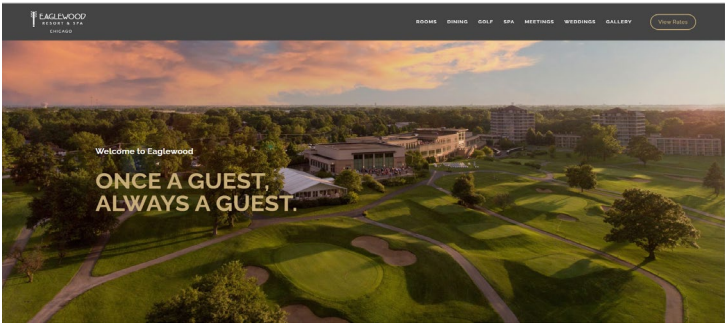 EAGLEWOOD
RESORT & SPA
CHICAGO
ROOMS DINING GOLF SPA MEETINGS WEDDINGS GALLERY View Rates
Welcome to Eaglewood
ONCE A GUEST,
ALWAYS A GUEST.